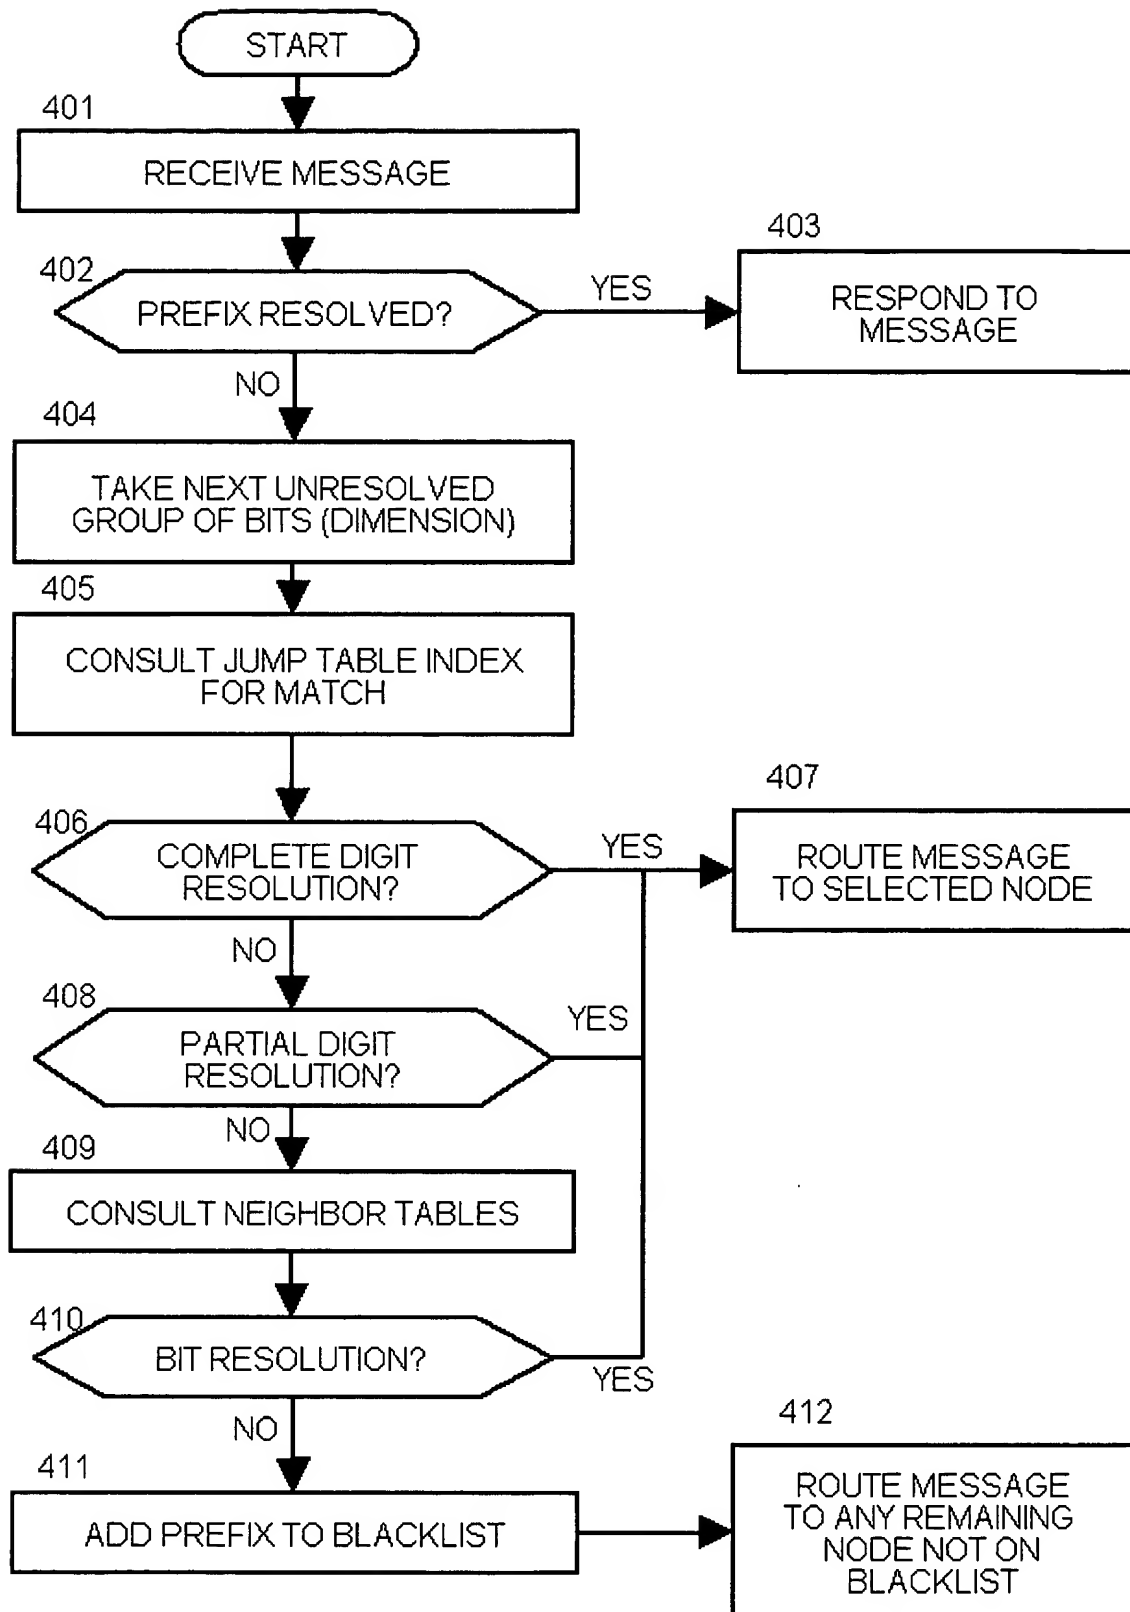 START
401
RECEIVE MESSAGE
402
PREFIX RESOLVED?
YES
403
RESPOND TO
MESSAGE
NO
404
TAKE NEXT UNRESOLVED
GROUP OF BITS (DIMENSION)
405
CONSULT JUMP TABLE INDEX
FOR MATCH
406
COMPLETE DIGIT
RESOLUTION?
YES
407
ROUTE MESSAGE
TO SELECTED NODE
NO
408
PARTIAL DIGIT
RESOLUTION?
YES
NO
409
CONSULT NEIGHBOR TABLES
410
BIT RESOLUTION?
YES
NO
411
ADD PREFIX TO BLACKLIST
412
ROUTE MESSAGE
TO ANY REMAINING
NODE NOT ON
BLACKLIST